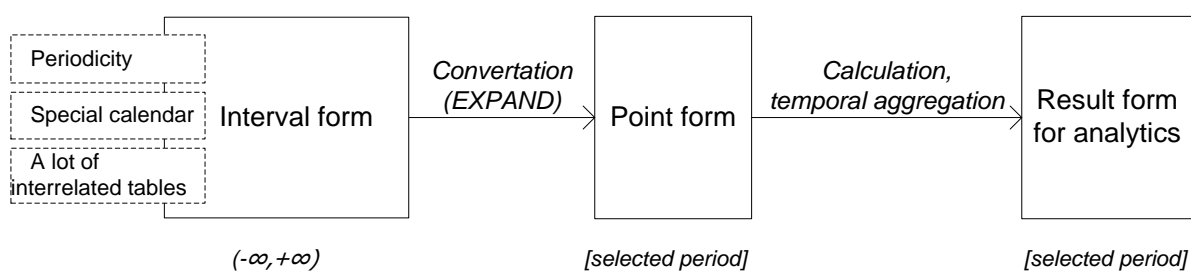 Periodicity
Special calendar
A lot of
interrelated tables
Interval form
Convertation
(EXPAND)
Point form
Calculation,
temporal aggregation
Result form
for analytics
(-∞,+∞)
[selected period]
[selected period]